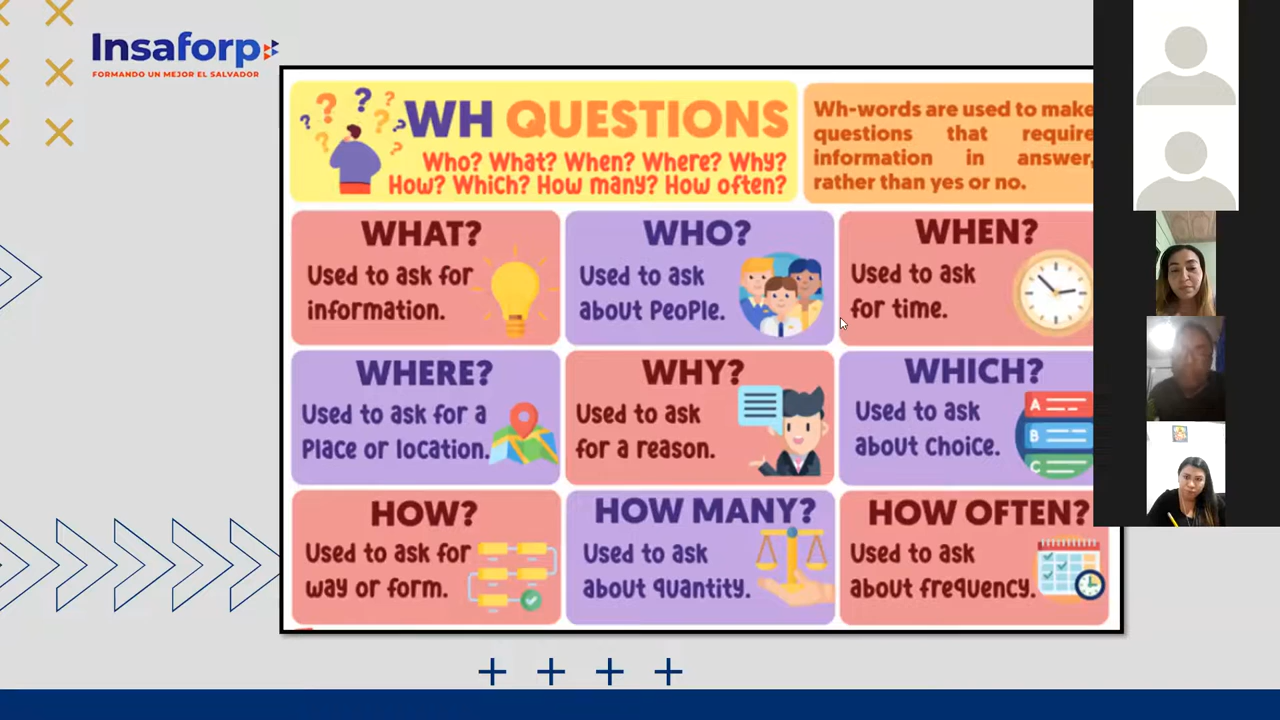 Insaforp
FORMANDO UN MEJOR EL SALVADOR
WH QUESTIONS
Who? What? When? Where? Why?
How? Which? How many? How often?
Wh-words are used to make
questions that require
information in answer,
rather than yes or no.
WHAT?
Used to ask for
information.
WHO?
Used to ask
about PeoPle.
WHEN?
Used to ask
for time.
WHERE?
Used to ask for a
Place or location.
WHY?
Used to ask
for a reason.
WHICH?
Used to ask
about Choice.
A
B
C
HOW?
Used to ask for
way or form.
HOW MANY?
Used to ask
about quantity.
HOW OFTEN?
Used to ask
about frequency.